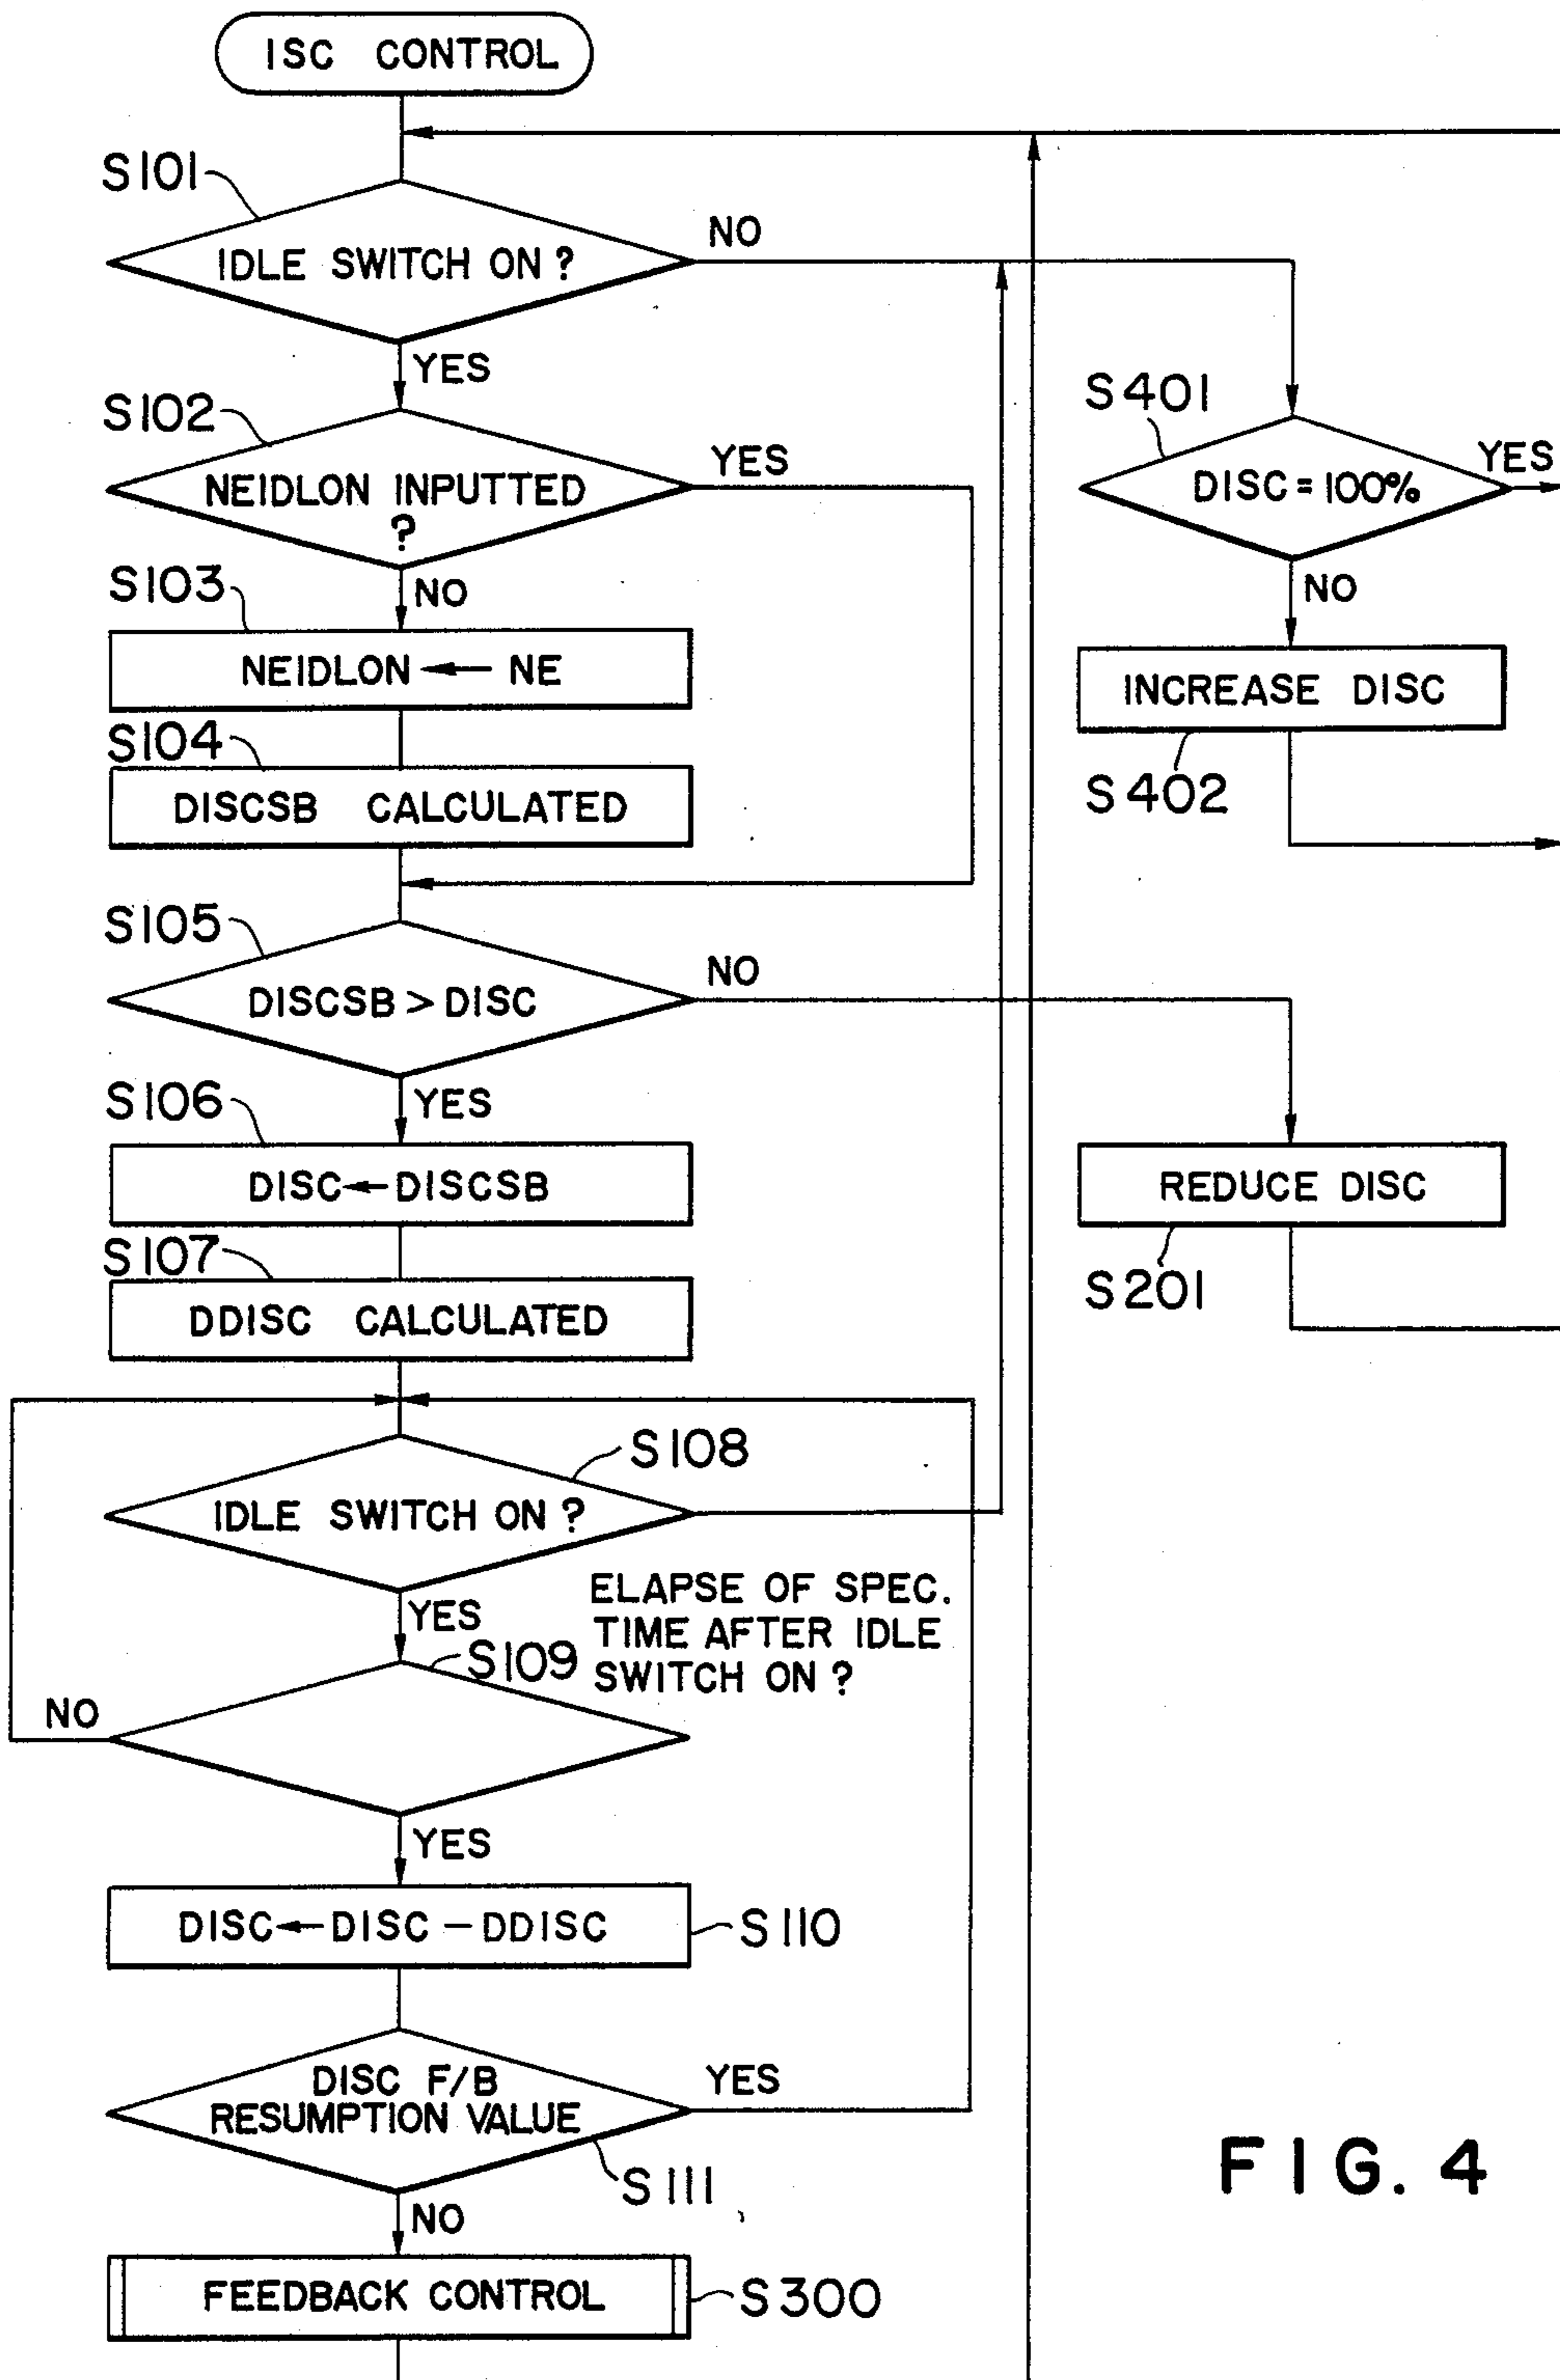 ISC CONTROL
S101
IDLE SWITCH ON ?
NO
YES
S102
NEIDLON INPUTTED
?
YES
NO
S103
NEIDLON ← NE
S104
DISCSB CALCULATED
S105
DISCSB > DISC
NO
YES
S106
DISC ← DISCSB
S107
DDISC CALCULATED
S108
IDLE SWITCH ON ?
YES
S109
ELAPSE OF SPEC.
TIME AFTER IDLE
SWITCH ON ?
NO
YES
DISC ← DISC – DDISC
S110
DISC F/B
RESUMPTION VALUE
YES
S111
NO
FEEDBACK CONTROL
S300
S401
DISC = 100%
YES
NO
INCREASE DISC
S402
REDUCE DISC
S201
FIG. 4